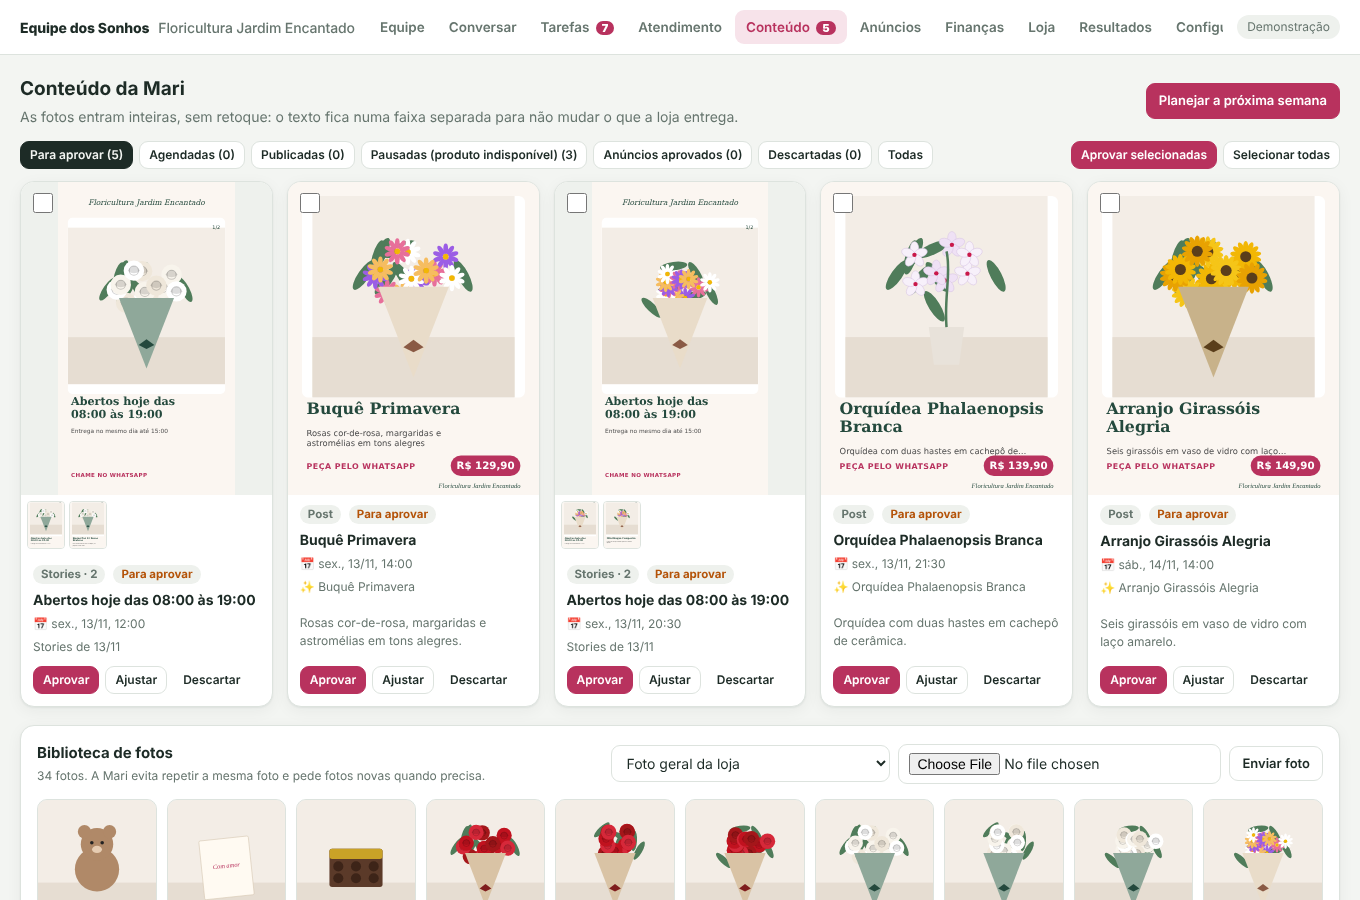 Equipe dos Sonhos Floricultura Jardim Encantado Equipe Conversar Tarefas 7 Atendimento Conteúdo 5 Anúncios Finanças Loja Resultados Configu Demonstração
Conteúdo da Mari
As fotos entram inteiras, sem retoque: o texto fica numa faixa separada para não mudar o que a loja entrega.
Planejar a próxima semana
Para aprovar (5) Agendadas (0) Publicadas (0) Pausadas (produto indisponível) (3) Anúncios aprovados (0) Descartadas (0) Todas Aprovar selecionadas Selecionar todas
Floricultura Jardim Encantado
1/2
Abertos hoje das
08:00 às 19:00
Entrega no mesmo dia até 15:00
CHAME NO WHATSAPP
Stories · 2 Para aprovar
Abertos hoje das 08:00 às 19:00
📅 sex., 13/11, 12:00
Stories de 13/11
Aprovar Ajustar Descartar
Buquê Primavera
Rosas cor-de-rosa, margaridas e
astromélias em tons alegres
PEÇA PELO WHATSAPP R$ 129,90
Floricultura Jardim Encantado
Post Para aprovar
Buquê Primavera
📅 sex., 13/11, 14:00
✨ Buquê Primavera
Rosas cor-de-rosa, margaridas e
astromélias em tons alegres.
Aprovar Ajustar Descartar
Floricultura Jardim Encantado
1/2
Abertos hoje das
08:00 às 19:00
Entrega no mesmo dia até 15:00
CHAME NO WHATSAPP
Stories · 2 Para aprovar
Abertos hoje das 08:00 às 19:00
📅 sex., 13/11, 20:30
Stories de 13/11
Aprovar Ajustar Descartar
Orquídea Phalaenopsis
Branca
Orquídea com duas hastes em cachepô de...
PEÇA PELO WHATSAPP R$ 139,90
Floricultura Jardim Encantado
Post Para aprovar
Orquídea Phalaenopsis Branca
📅 sex., 13/11, 21:30
✨ Orquídea Phalaenopsis Branca
Orquídea com duas hastes em cachepô
de cerâmica.
Aprovar Ajustar Descartar
Arranjo Girassóis
Alegria
Seis girassóis em vaso de vidro com laço...
PEÇA PELO WHATSAPP R$ 149,90
Floricultura Jardim Encantado
Post Para aprovar
Arranjo Girassóis Alegria
📅 sáb., 14/11, 14:00
✨ Arranjo Girassóis Alegria
Seis girassóis em vaso de vidro com
laço amarelo.
Aprovar Ajustar Descartar
Biblioteca de fotos
34 fotos. A Mari evita repetir a mesma foto e pede fotos novas quando precisa.
Foto geral da loja Choose File No file chosen Enviar foto
Com amor